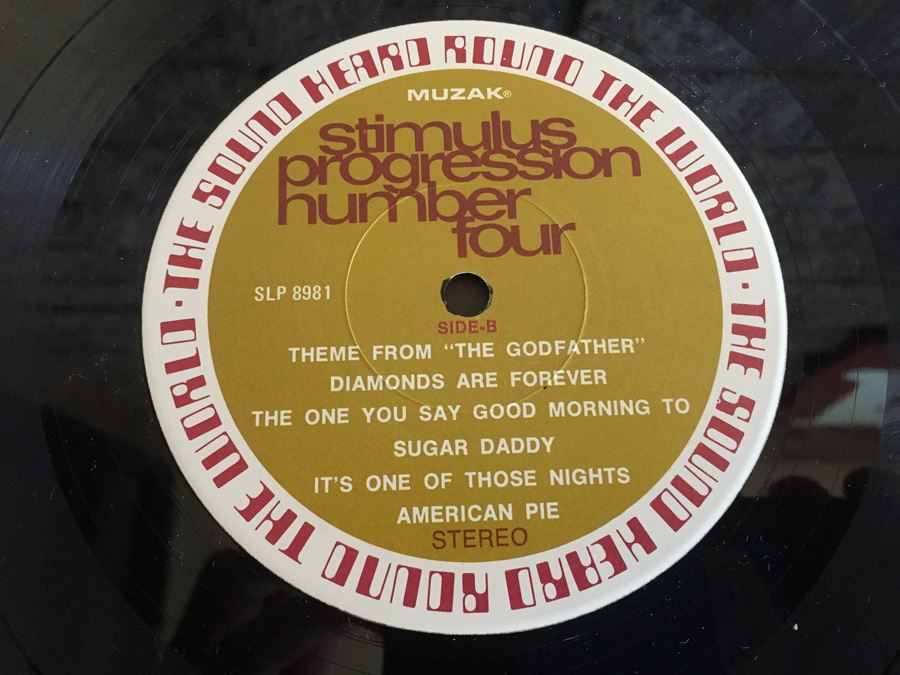 THE SOUND HEARD ROUND THE WORLD · THE SOUND HEARD ROUND THE WORLD ·
MUZAK®
stimulus
progression
number
four
SLP 8981
SIDE-B
THEME FROM "THE GODFATHER"
DIAMONDS ARE FOREVER
THE ONE YOU SAY GOOD MORNING TO
SUGAR DADDY
IT'S ONE OF THOSE NIGHTS
AMERICAN PIE
STEREO